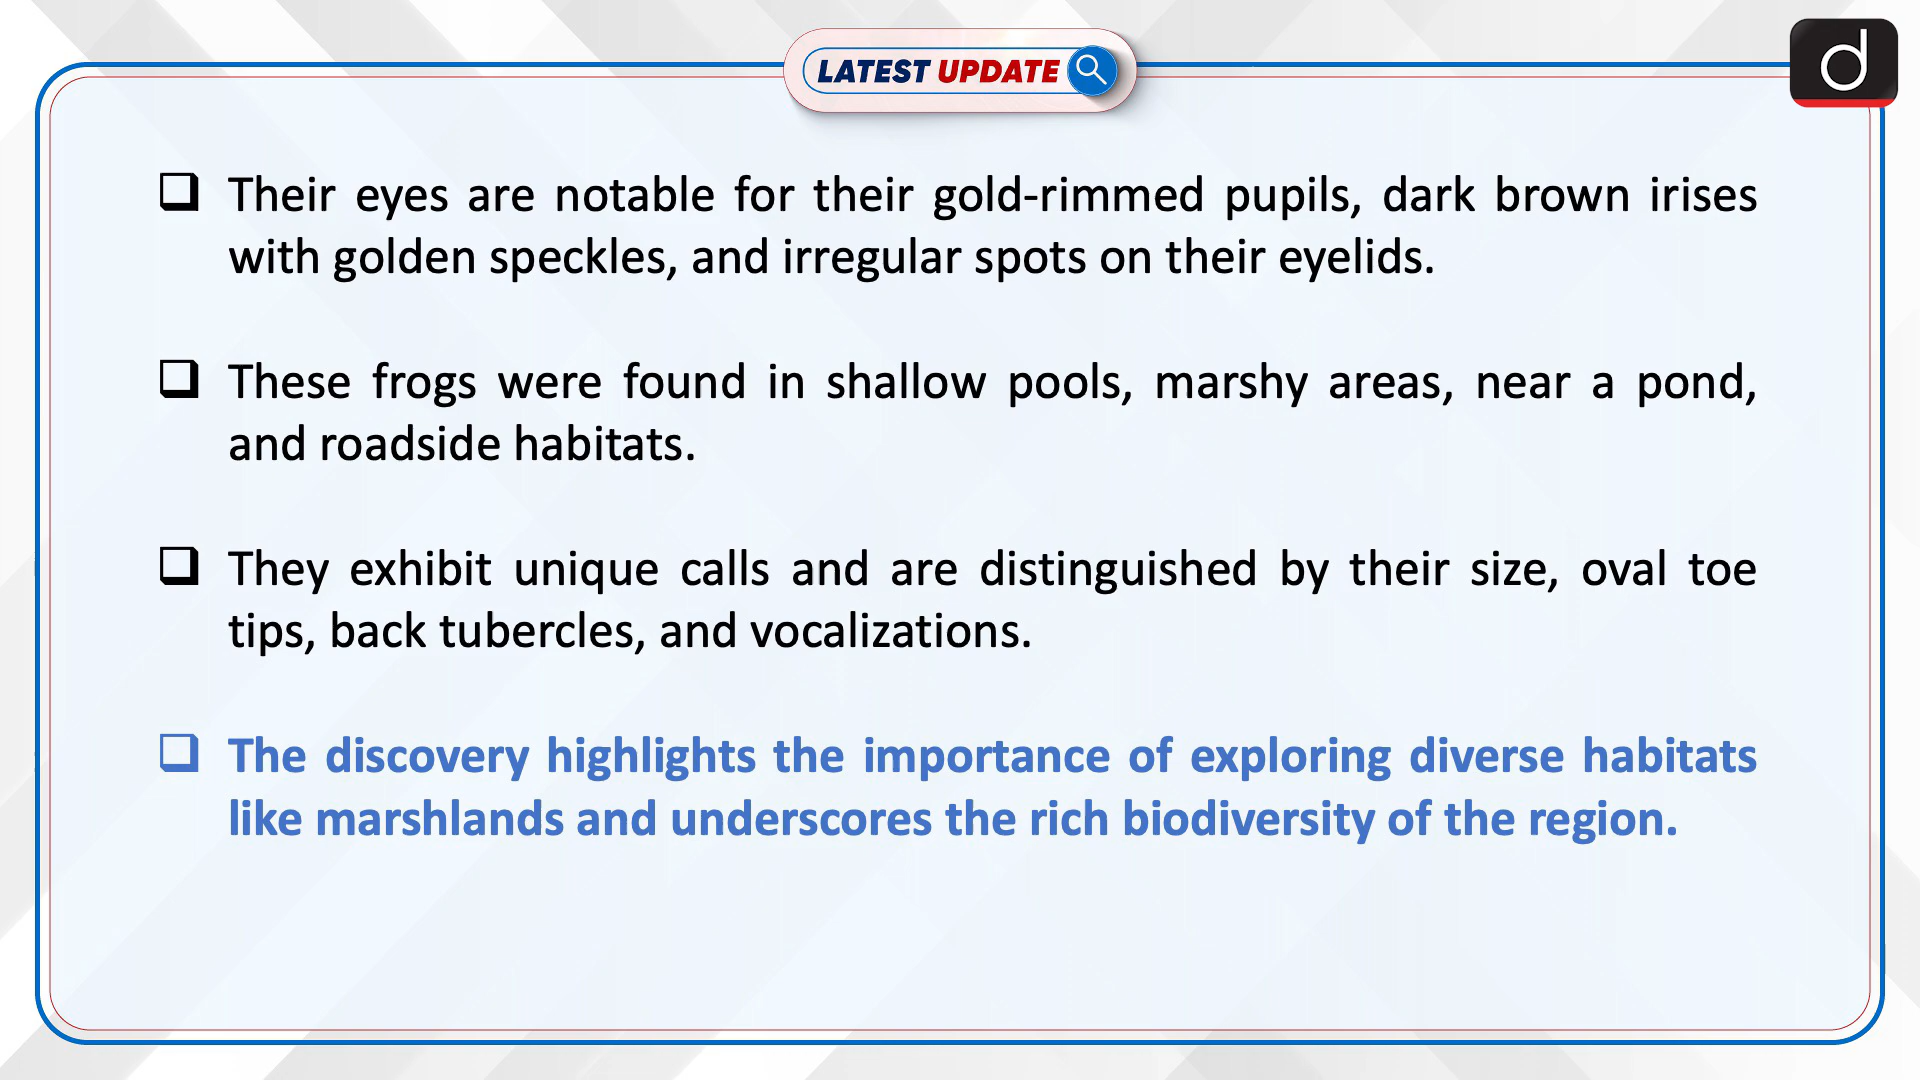 LATEST UPDATE
d
❑ Their eyes are notable for their gold-rimmed pupils, dark brown irises
with golden speckles, and irregular spots on their eyelids.
❑ These frogs were found in shallow pools, marshy areas, near a pond,
and roadside habitats.
❑ They exhibit unique calls and are distinguished by their size, oval toe
tips, back tubercles, and vocalizations.
❑ The discovery highlights the importance of exploring diverse habitats
like marshlands and underscores the rich biodiversity of the region.